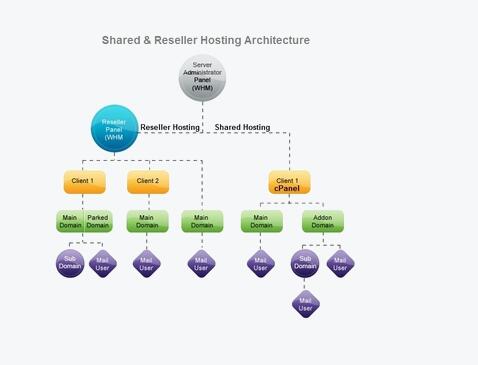 Shared & Reseller Hosting Architecture
Server
Administrator
Panel
(WHM)
Reseller
Panel
(WHM
Reseller Hosting
Shared Hosting
Client 1
Client 2
Client 1
cPanel
Main
Domain
Parked
Domain
Main
Domain
Main
Domain
Main
Domain
Addon
Domain
Sub
Domain
Mail
User
Mail
User
Mail
User
Mail
User
Sub
Domain
Mail
User
Mail
User